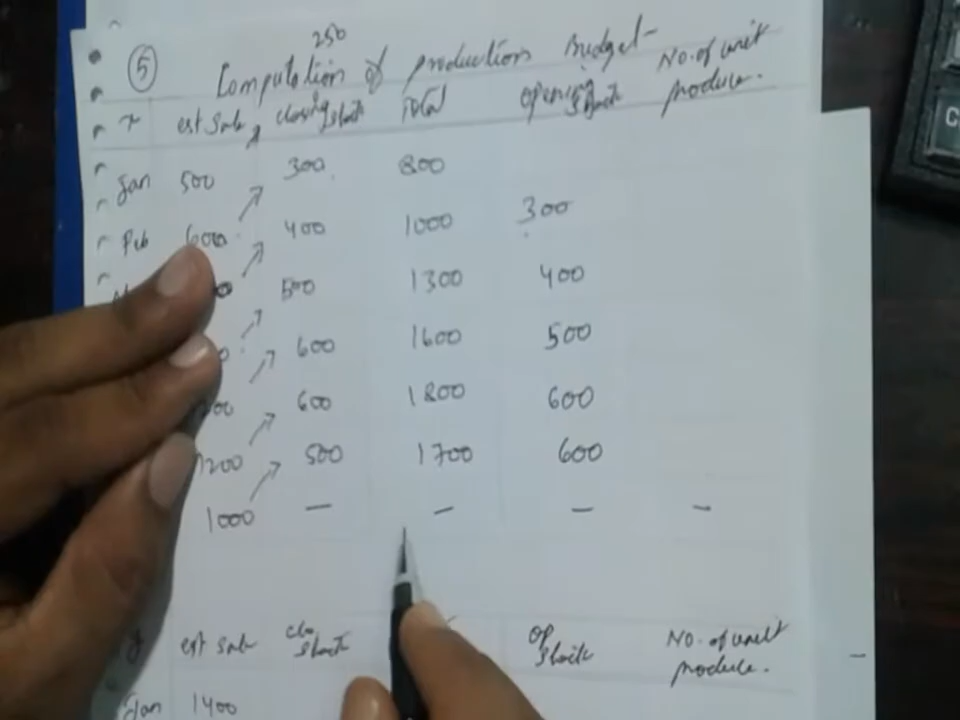 250
5 Computation of production Budget
est Sale closing stock Total opening stock No. of unit produce.
Jan 500 300 800
Feb 600 400 1000 300
500 1300 400
600 1600 500
600 1800 600
1200 500 1700 600
1000 — — — —
est Sale clo stock op stock No. of unit produce.
Jan 1400
C